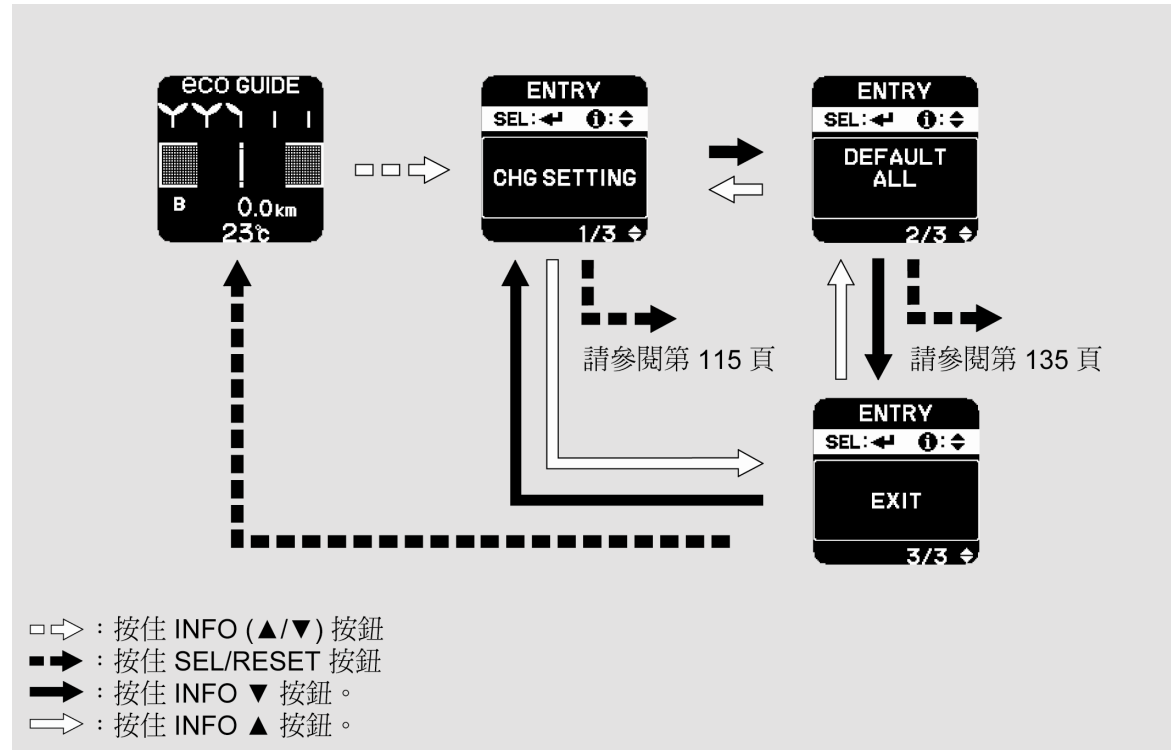 eco GUIDE
B 0.0km
23℃
ENTRY
SEL:
CHG SETTING
1/3
ENTRY
SEL:
DEFAULT
ALL
2/3
請參閱第 115 頁
請參閱第 135 頁
ENTRY
SEL:
EXIT
3/3
：按住 INFO (▲/▼) 按鈕
：按住 SEL/RESET 按鈕
：按住 INFO ▼ 按鈕。
：按住 INFO ▲ 按鈕。